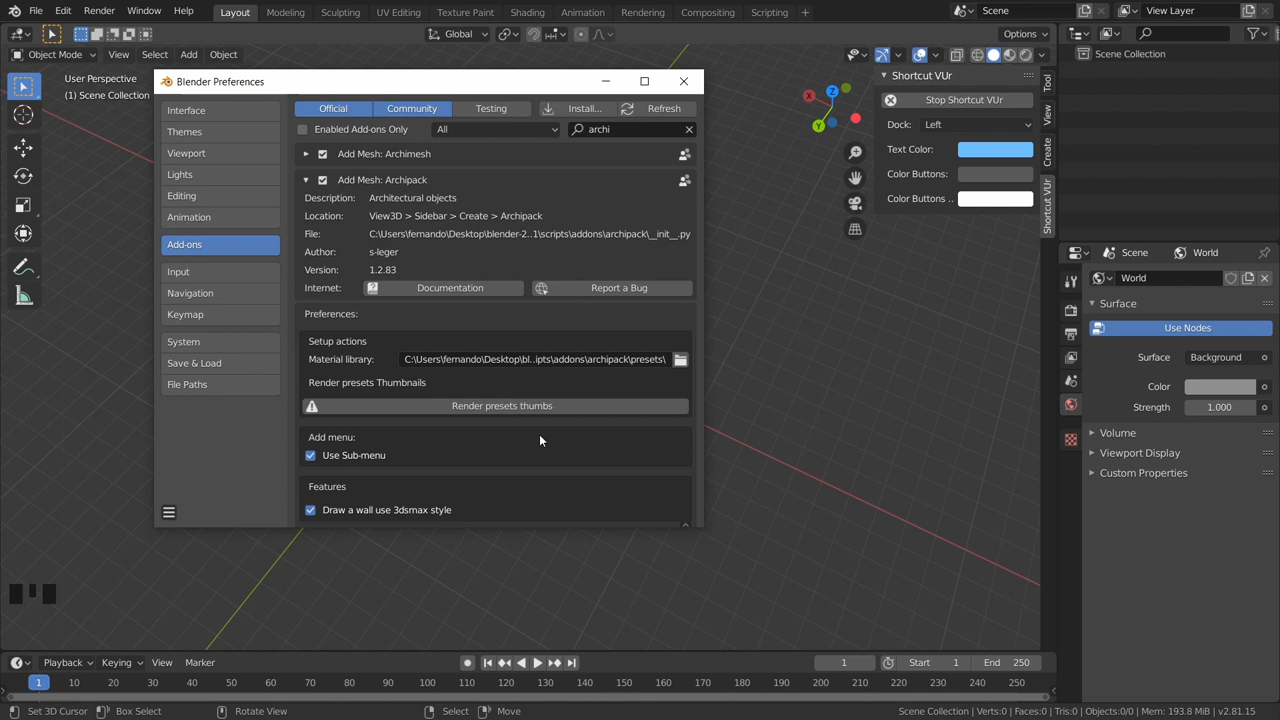 File Edit Render Window Help Layout Modeling Sculpting UV Editing Texture Paint Shading Animation Rendering Compositing Scripting + Scene View Layer
Global Options
Object Mode View Select Add Object
User Perspective
(1) Scene Collection
Scene Collection
Blender Preferences
Interface
Themes
Viewport
Lights
Editing
Animation
Add-ons
Input
Navigation
Keymap
System
Save & Load
File Paths
Official Community Testing Install... Refresh
Enabled Add-ons Only All archi
Add Mesh: Archimesh
Add Mesh: Archipack
Description: Architectural objects
Location: View3D > Sidebar > Create > Archipack
File: C:\Users\fernando\Desktop\blender-2..1\scripts\addons\archipack\__init__.py
Author: s-leger
Version: 1.2.83
Internet: Documentation Report a Bug
Preferences:
Setup actions
Material library: C:\Users\fernando\Desktop\bl..ipts\addons\archipack\presets\
Render presets Thumbnails
Render presets thumbs
Add menu:
Use Sub-menu
Features
Draw a wall use 3dsmax style
X
Y
Z
Shortcut VUr
Stop Shortcut VUr
Dock: Left
Text Color:
Color Buttons:
Color Buttons ..
Tool
View
Create
Shortcut VUr
Scene World
World
Surface
Use Nodes
Surface Background
Color
Strength 1.000
Volume
Viewport Display
Custom Properties
Playback Keying View Marker 1 Start 1 End 250
1 10 20 30 40 50 60 70 80 90 100 110 120 130 140 150 160 170 180 190 200 210 220 230 240 250
Set 3D Cursor Box Select Rotate View Select Move Scene Collection | Verts:0 | Faces:0 | Tris:0 | Objects:0/0 | Mem: 193.8 MiB | v2.81.15